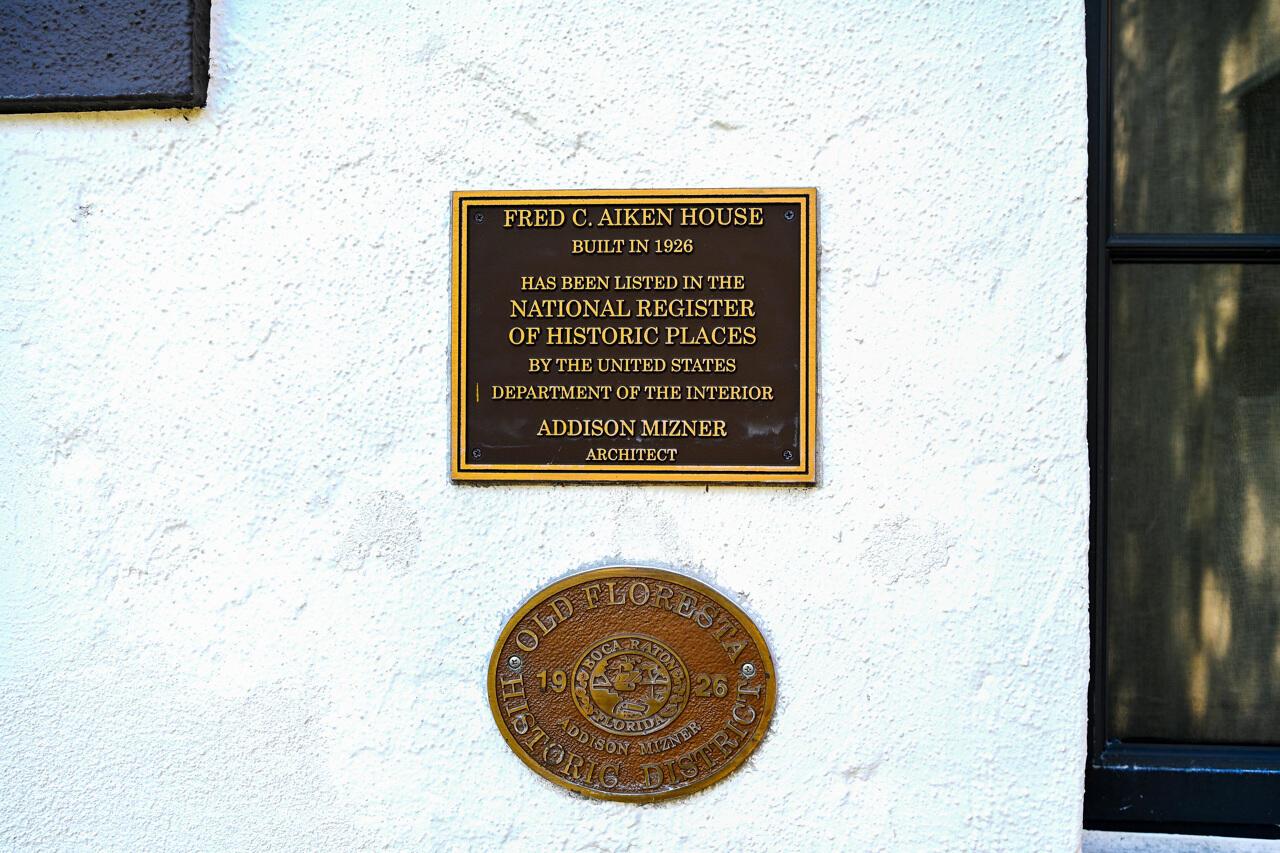 FRED C. AIKEN HOUSE
BUILT IN 1926
HAS BEEN LISTED IN THE
NATIONAL REGISTER
OF HISTORIC PLACES
BY THE UNITED STATES
DEPARTMENT OF THE INTERIOR
ADDISON MIZNER
ARCHITECT
OLD FLORESTA
BOCA RATONE
19 26
FLORIDA
ADDISON MIZNER
HISTORIC DISTRICT